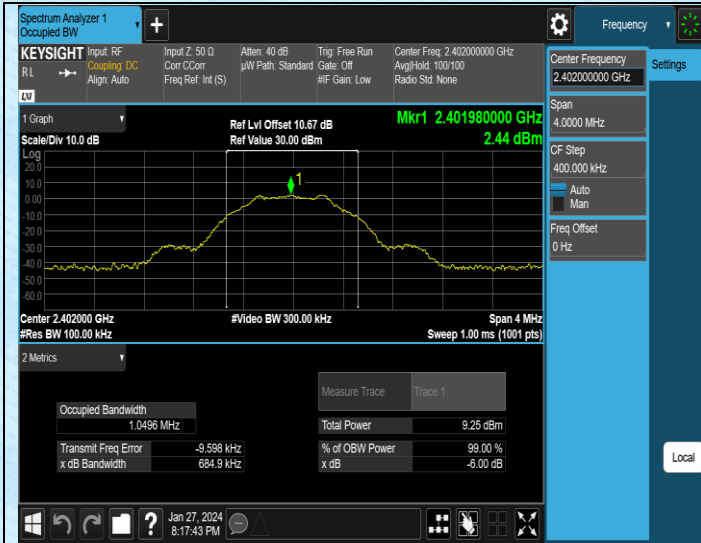 Spectrum Analyzer 1
Occupied BW
+
Frequency
KEYSIGHT
R L
LXI
Input: RF
Coupling: DC
Align: Auto
Input Z: 50 Ω
Corr CCorr
Freq Ref: Int (S)
Atten: 40 dB
µW Path: Standard
Trig: Free Run
Gate: Off
#IF Gain: Low
Center Freq: 2.402000000 GHz
Avg|Hold: 100/100
Radio Std: None
Center Frequency
2.402000000 GHz
Settings
Span
4.0000 MHz
CF Step
400.000 kHz
Auto
Man
Freq Offset
0 Hz
Local
1 Graph
Scale/Div 10.0 dB
Ref Lvl Offset 10.67 dB
Ref Value 30.00 dBm
Mkr1 2.401980000 GHz
2.44 dBm
Log
20.0
10.0
0.00
-10.0
-20.0
-30.0
-40.0
-50.0
-60.0
1
Center 2.402000 GHz
#Res BW 100.00 kHz
#Video BW 300.00 kHz
Span 4 MHz
Sweep 1.00 ms (1001 pts)
2 Metrics
Measure Trace
Trace 1
Occupied Bandwidth
1.0496 MHz
Total Power
9.25 dBm
Transmit Freq Error
-9.598 kHz
% of OBW Power
99.00 %
x dB Bandwidth
684.9 kHz
x dB
-6.00 dB
?
Jan 27, 2024
8:17:43 PM